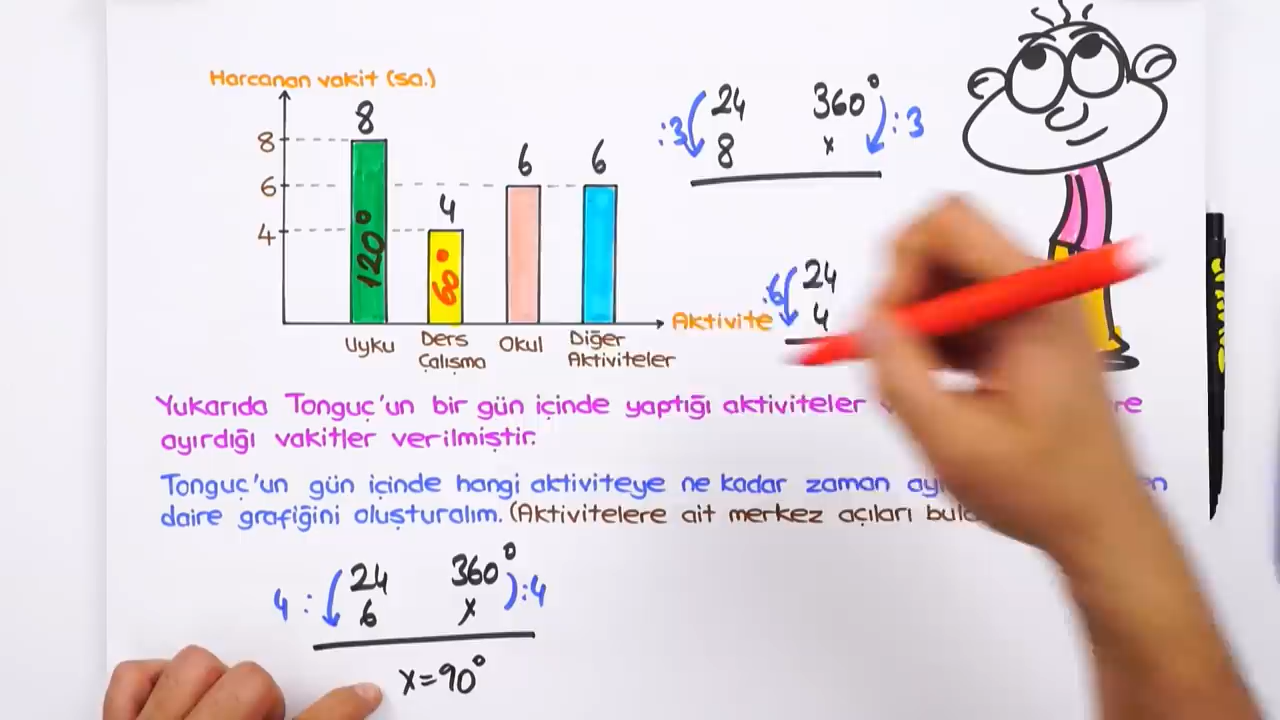 Harcanan vakit (sa.)
8
6
4
8
4
6
6
120°
60°
Uyku
Ders Çalışma
Okul
Diğer Aktiviteler
Aktivite
24 360°
:3 :3
8 x
24
:6
4
Yukarıda Tonguç'un bir gün içinde yaptığı aktiviteler
ayırdığı vakitler verilmiştir.
Tonguç'un gün içinde hangi aktiviteye ne kadar zaman
daire grafiğini oluşturalım. (Aktivitelere ait merkez açıları
24 360°
4: :4
6 x
x=90°